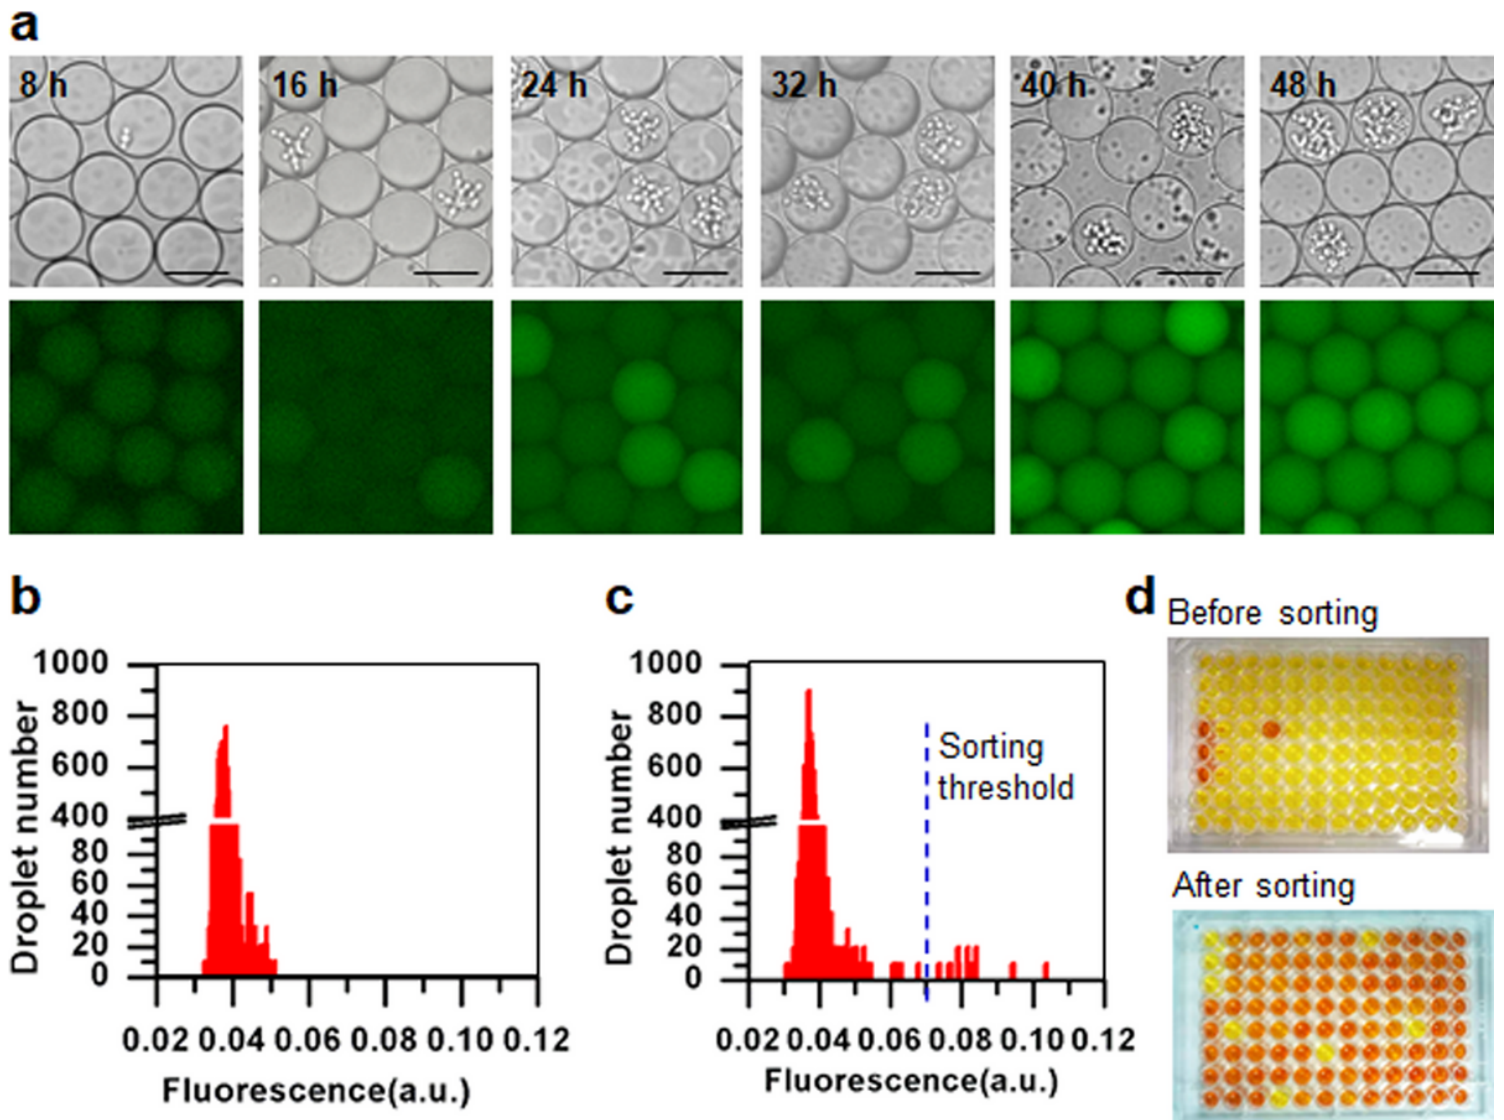 a
8 h 16 h 24 h 32 h 40 h 48 h
b
c
d
Before sorting
1000
800
600
400
80
60
40
20
0
Droplet number
0.02 0.04 0.06 0.08 0.10 0.12
Fluorescence(a.u.)
1000
800
600
400
80
60
40
20
0
Droplet number
Sorting
threshold
0.02 0.04 0.06 0.08 0.10 0.12
Fluorescence(a.u.)
After sorting